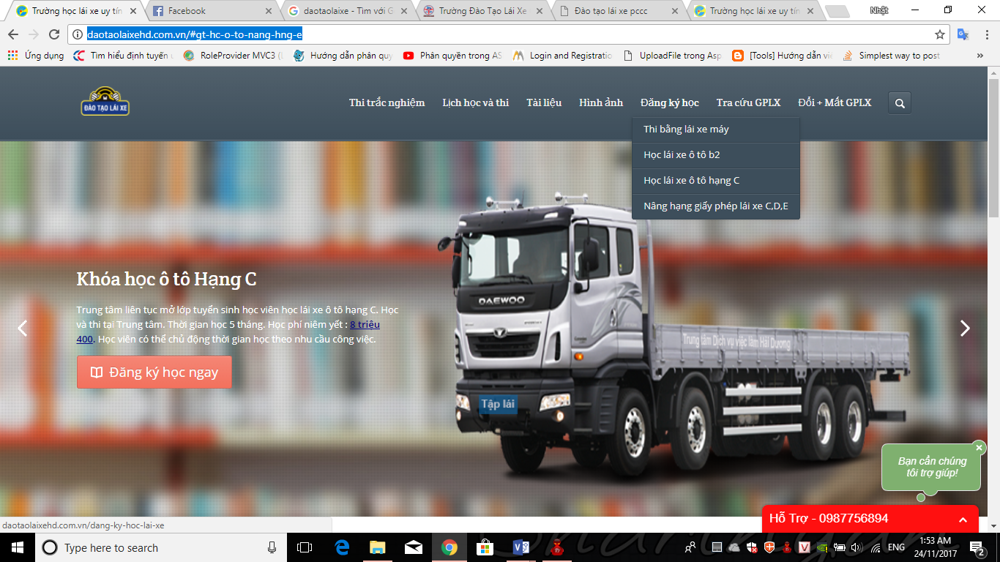 Trường học lái xe uy tín
Facebook
daotaolaixe - Tìm với G
Trường Đào Tạo Lái Xe
Đào tạo lái xe pccc
Trường học lái xe uy tín
Nhật
daotaolaixehd.com.vn/#gt-hc-o-to-nang-hng-e
Ứng dụng
Tìm hiểu định tuyến
RoleProvider MVC3 (
Hướng dẫn phân quy
Phân quyền trong AS
Login and Registratio
UploadFile trong Asp
[Tools] Hướng dẫn vi
Simplest way to post
ĐÀO TẠO LÁI XE
Thi trắc nghiệm
Lịch học và thi
Tài liệu
Hình ảnh
Đăng ký học
Tra cứu GPLX
Đổi + Mất GPLX
Thi bằng lái xe máy
Học lái xe ô tô b2
Học lái xe ô tô hạng C
Nâng hạng giấy phép lái xe C,D,E
Khóa học ô tô Hạng C
Trung tâm liên tục mở lớp tuyển sinh học viên học lái xe ô tô hạng C. Học
và thi tại Trung tâm. Thời gian học 5 tháng. Học phí niêm yết : 8 triệu
400. Học viên có thể chủ động thời gian học theo nhu cầu công việc.
Đăng ký học ngay
DAEWOO
Trung tâm Dịch vụ việc làm Hải Dương
Tập lái
Bạn cần chúng
tôi trợ giúp!
Hỗ Trợ - 0987756894
daotaolaixehd.com.vn/dang-ky-hoc-lai-xe
Type here to search
ENG
1:53 AM
24/11/2017
2